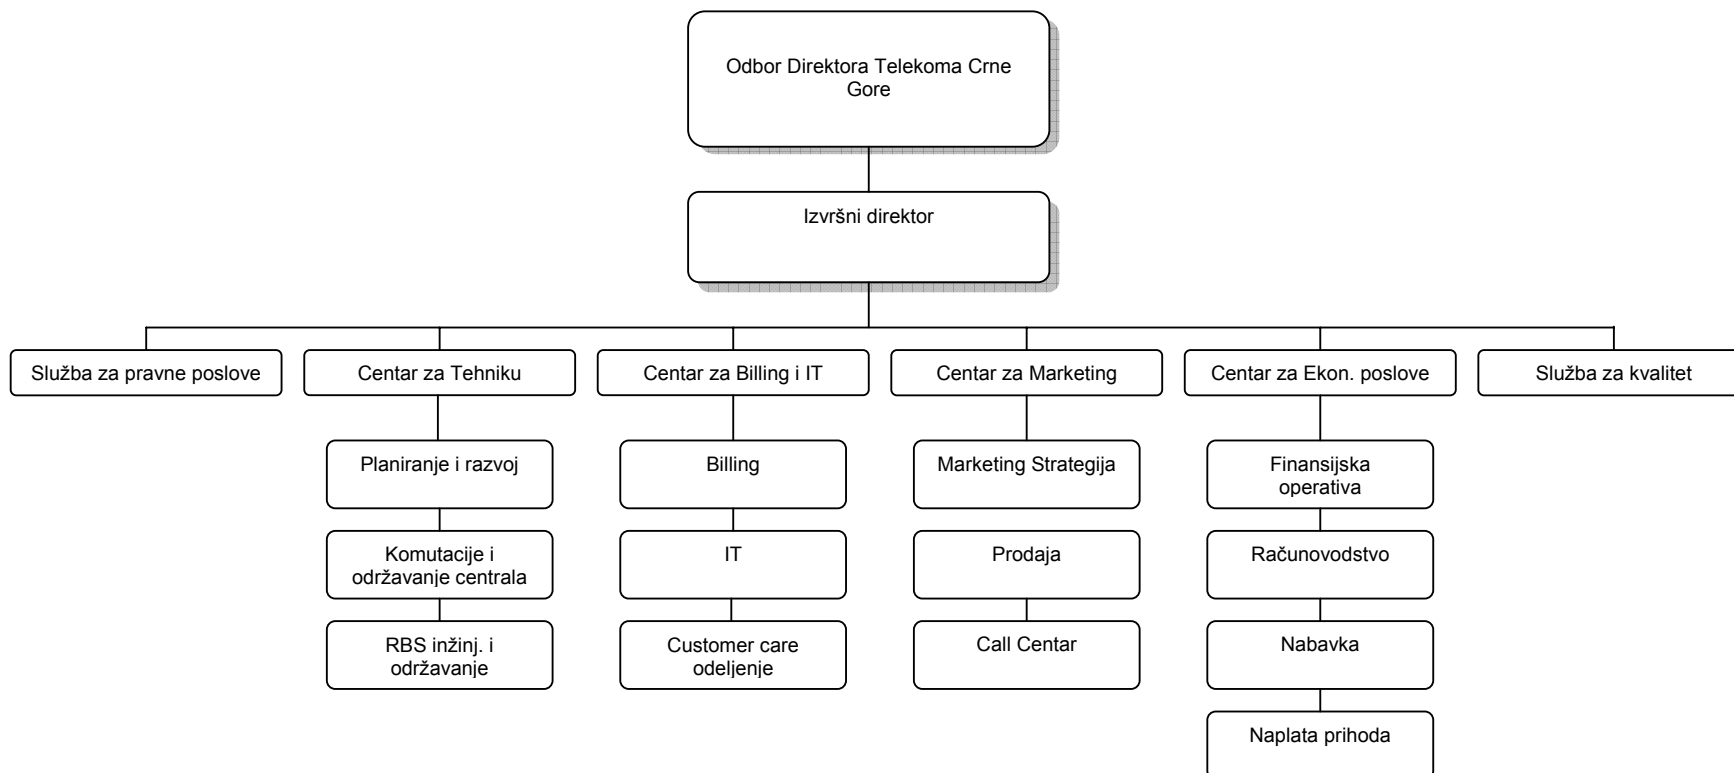 Odbor Direktora Telekoma Crne
Gore
Izvršni direktor
Služba za pravne poslove
Centar za Tehniku
Centar za Billing i IT
Centar za Marketing
Centar za Ekon. poslove
Služba za kvalitet
Planiranje i razvoj
Billing
Marketing Strategija
Finansijska
operativa
Komutacije i
održavanje centrala
IT
Prodaja
Računovodstvo
RBS inžinj. i
održavanje
Customer care
odeljenje
Call Centar
Nabavka
Naplata prihoda